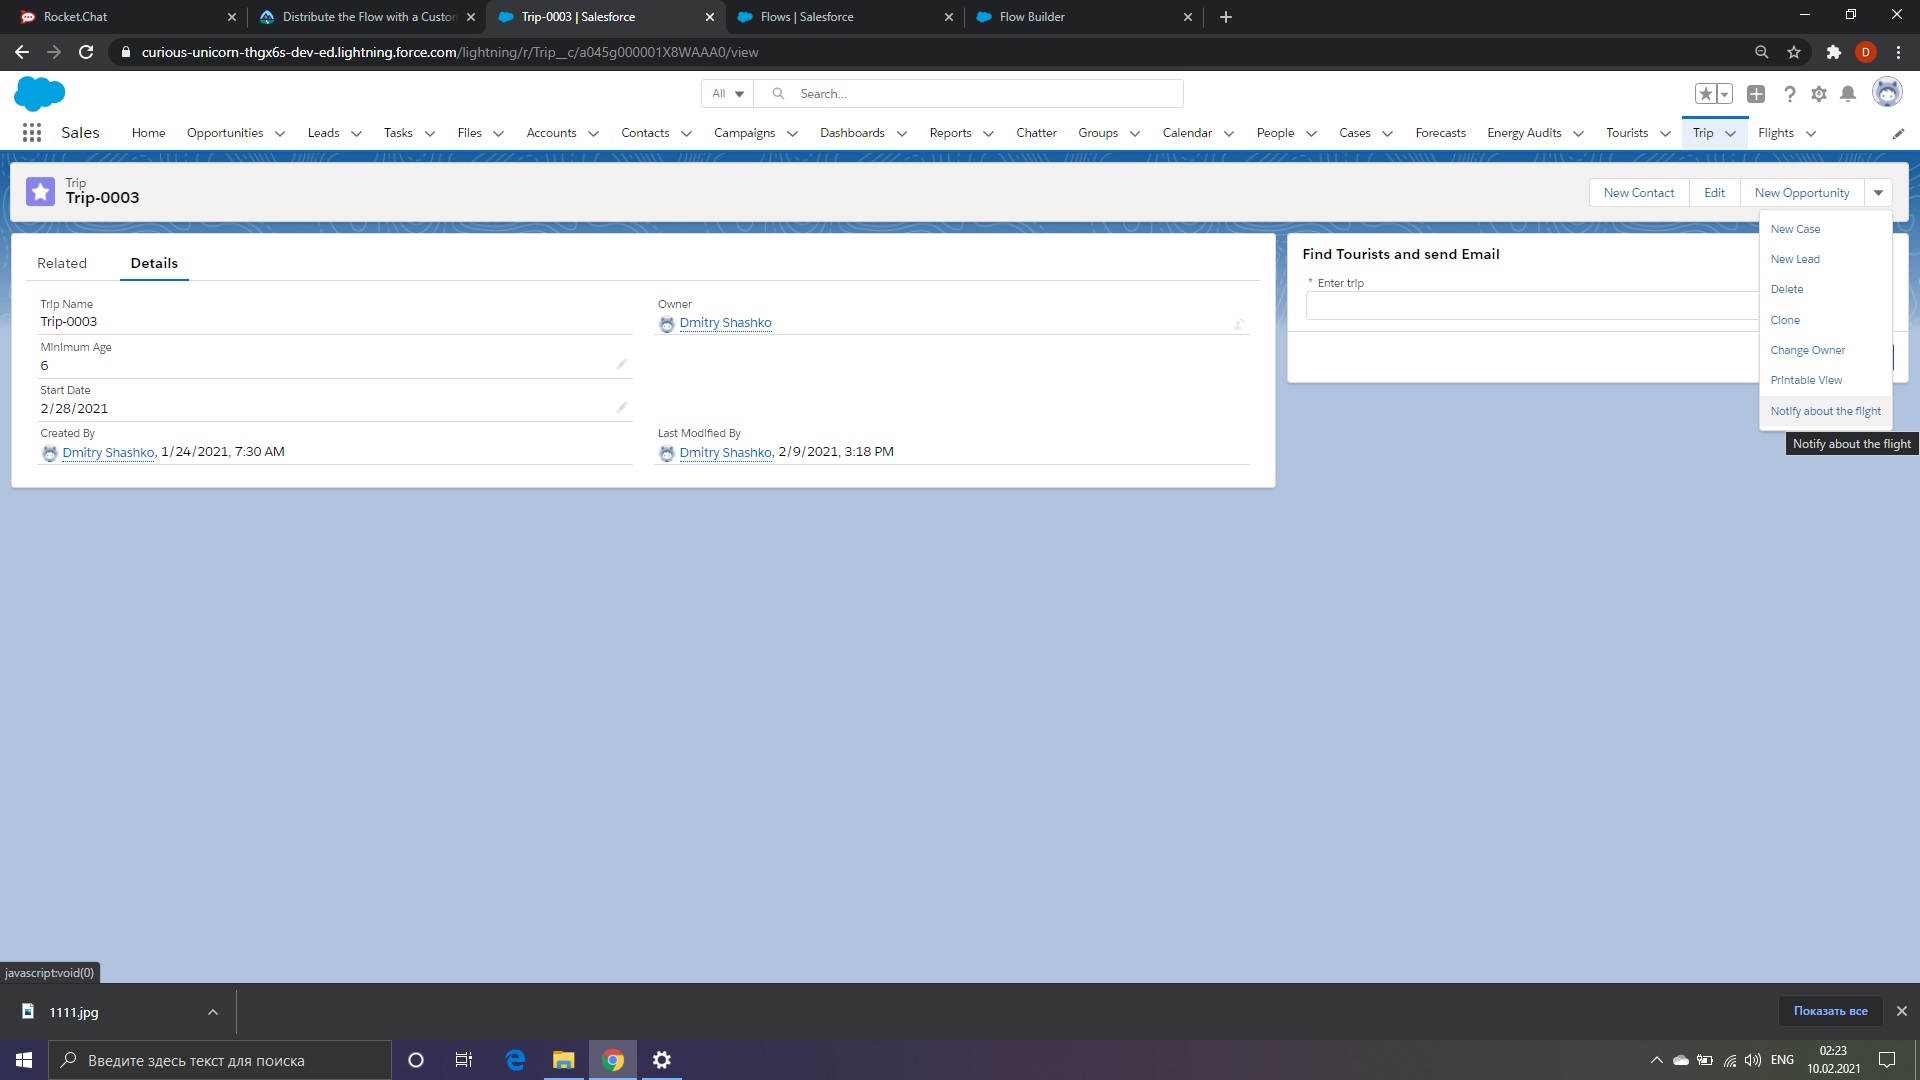 Rocket.Chat
Distribute the Flow with a Custom
Trip-0003 | Salesforce
Flows | Salesforce
Flow Builder
curious-unicorn-thgx6s-dev-ed.lightning.force.com/lightning/r/Trip__c/a045g000001X8WAAA0/view
D
All
Search...
Sales
Home
Opportunities
Leads
Tasks
Files
Accounts
Contacts
Campaigns
Dashboards
Reports
Chatter
Groups
Calendar
People
Cases
Forecasts
Energy Audits
Tourists
Trip
Flights
Trip
Trip-0003
New Contact
Edit
New Opportunity
New Case
New Lead
Delete
Clone
Change Owner
Printable View
Notify about the flight
Notify about the flight
Related
Details
Trip Name
Trip-0003
Owner
Dmitry Shashko
Minimum Age
6
Start Date
2/28/2021
Created By
Dmitry Shashko, 1/24/2021, 7:30 AM
Last Modified By
Dmitry Shashko, 2/9/2021, 3:18 PM
Find Tourists and send Email
* Enter trip
javascript:void(0)
1111.jpg
Показать все
Введите здесь текст для поиска
ENG
02:23
10.02.2021